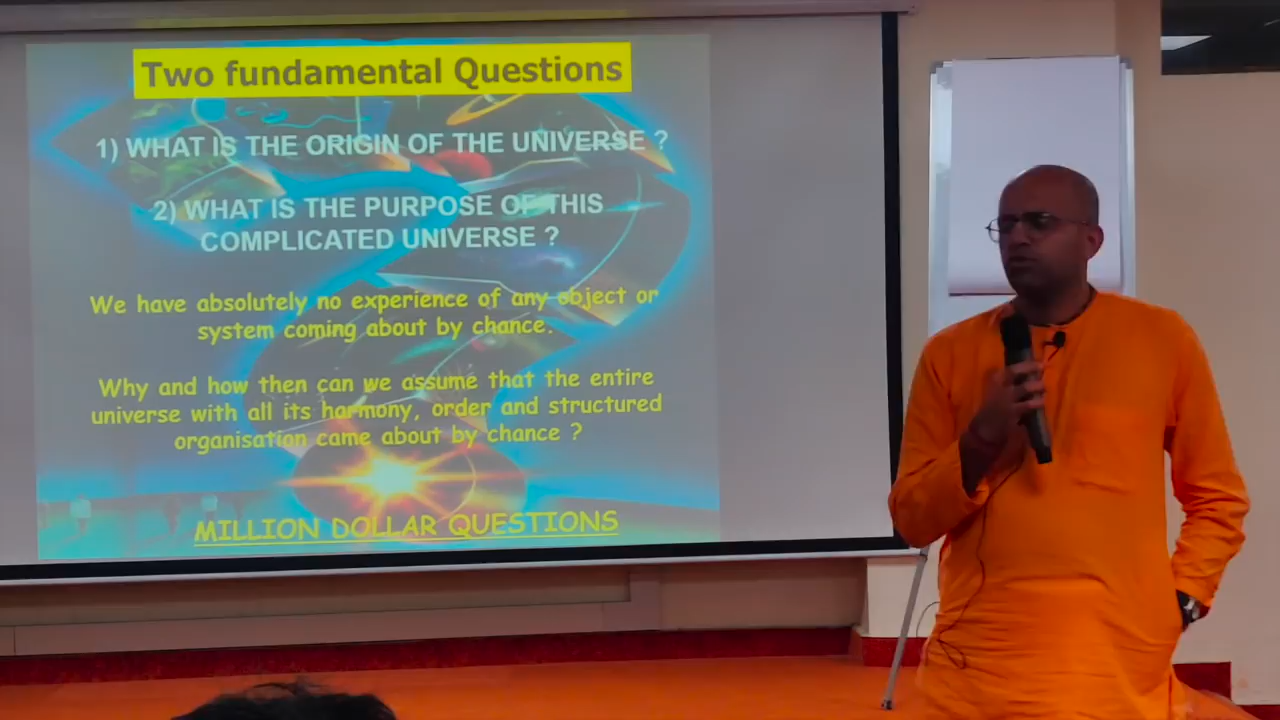 Two fundamental Questions
1) WHAT IS THE ORIGIN OF THE UNIVERSE ?
2) WHAT IS THE PURPOSE OF THIS
COMPLICATED UNIVERSE ?
We have absolutely no experience of any object or
system coming about by chance.
Why and how then can we assume that the entire
universe with all its harmony, order and structured
organisation came about by chance ?
MILLION DOLLAR QUESTIONS